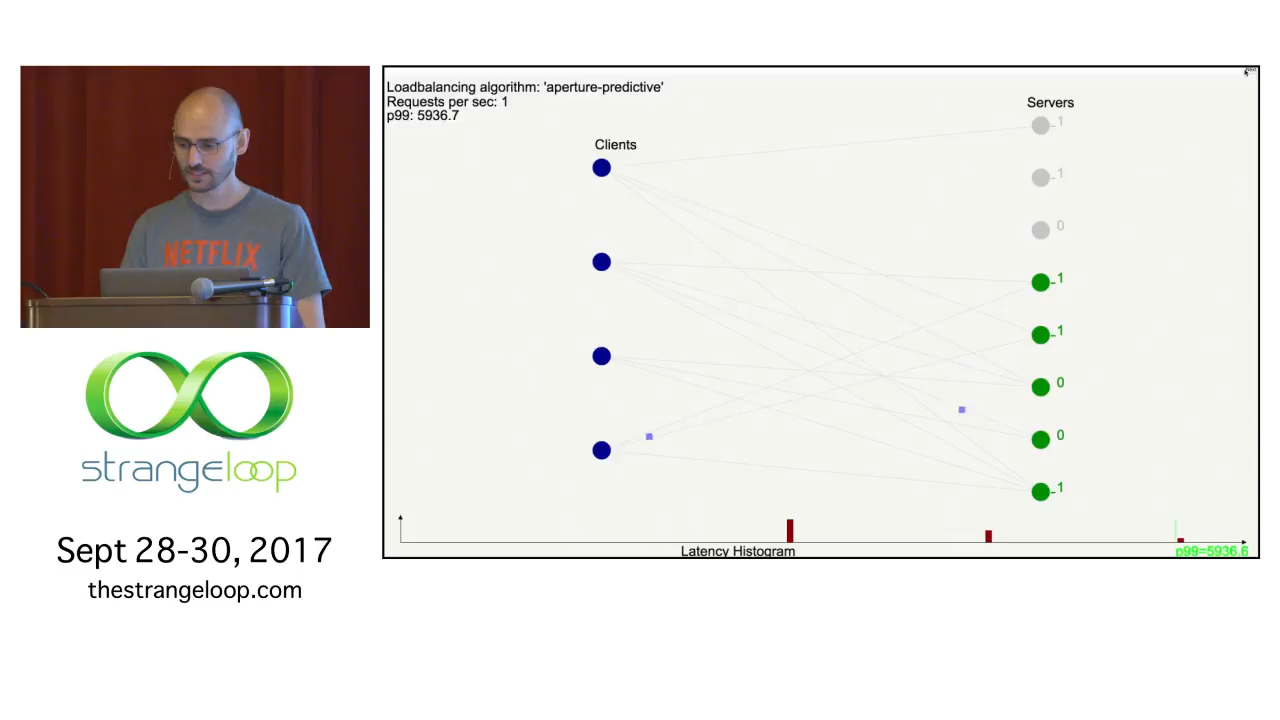 Loadbalancing algorithm: 'aperture-predictive'
Requests per sec: 1
p99: 5936.7
Clients
Servers
1
1
0
1
1
0
0
1
Latency Histogram
p99=5936.6
NETFLIX
strangeloop
Sept 28-30, 2017
thestrangeloop.com